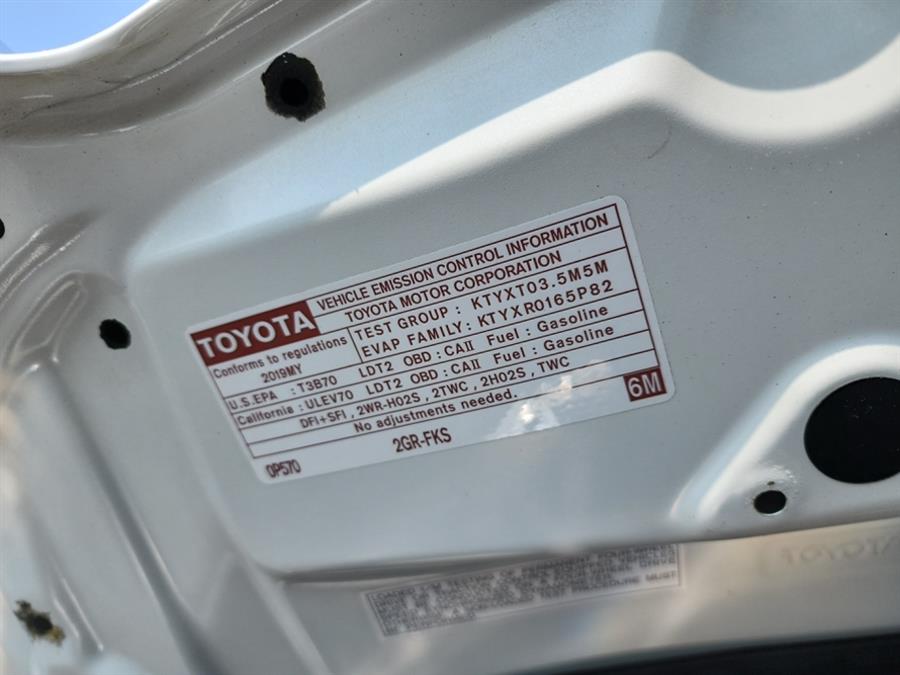 VEHICLE EMISSION CONTROL INFORMATION
TOYOTA TOYOTA MOTOR CORPORATION
Conforms to regulations 2019MY
TEST GROUP : KTYXT03.5M5M
EVAP FAMILY: KTYXR0165P82
U.S.EPA : T3B70 LDT2 OBD:CAII Fuel : Gasoline
California : ULEV70 LDT2 OBD:CAII Fuel : Gasoline
DFI+SFI , 2WR-HO2S , 2TWC , 2HO2S , TWC
No adjustments needed.
6M
0P570 2GR-FKS
TOYOTA